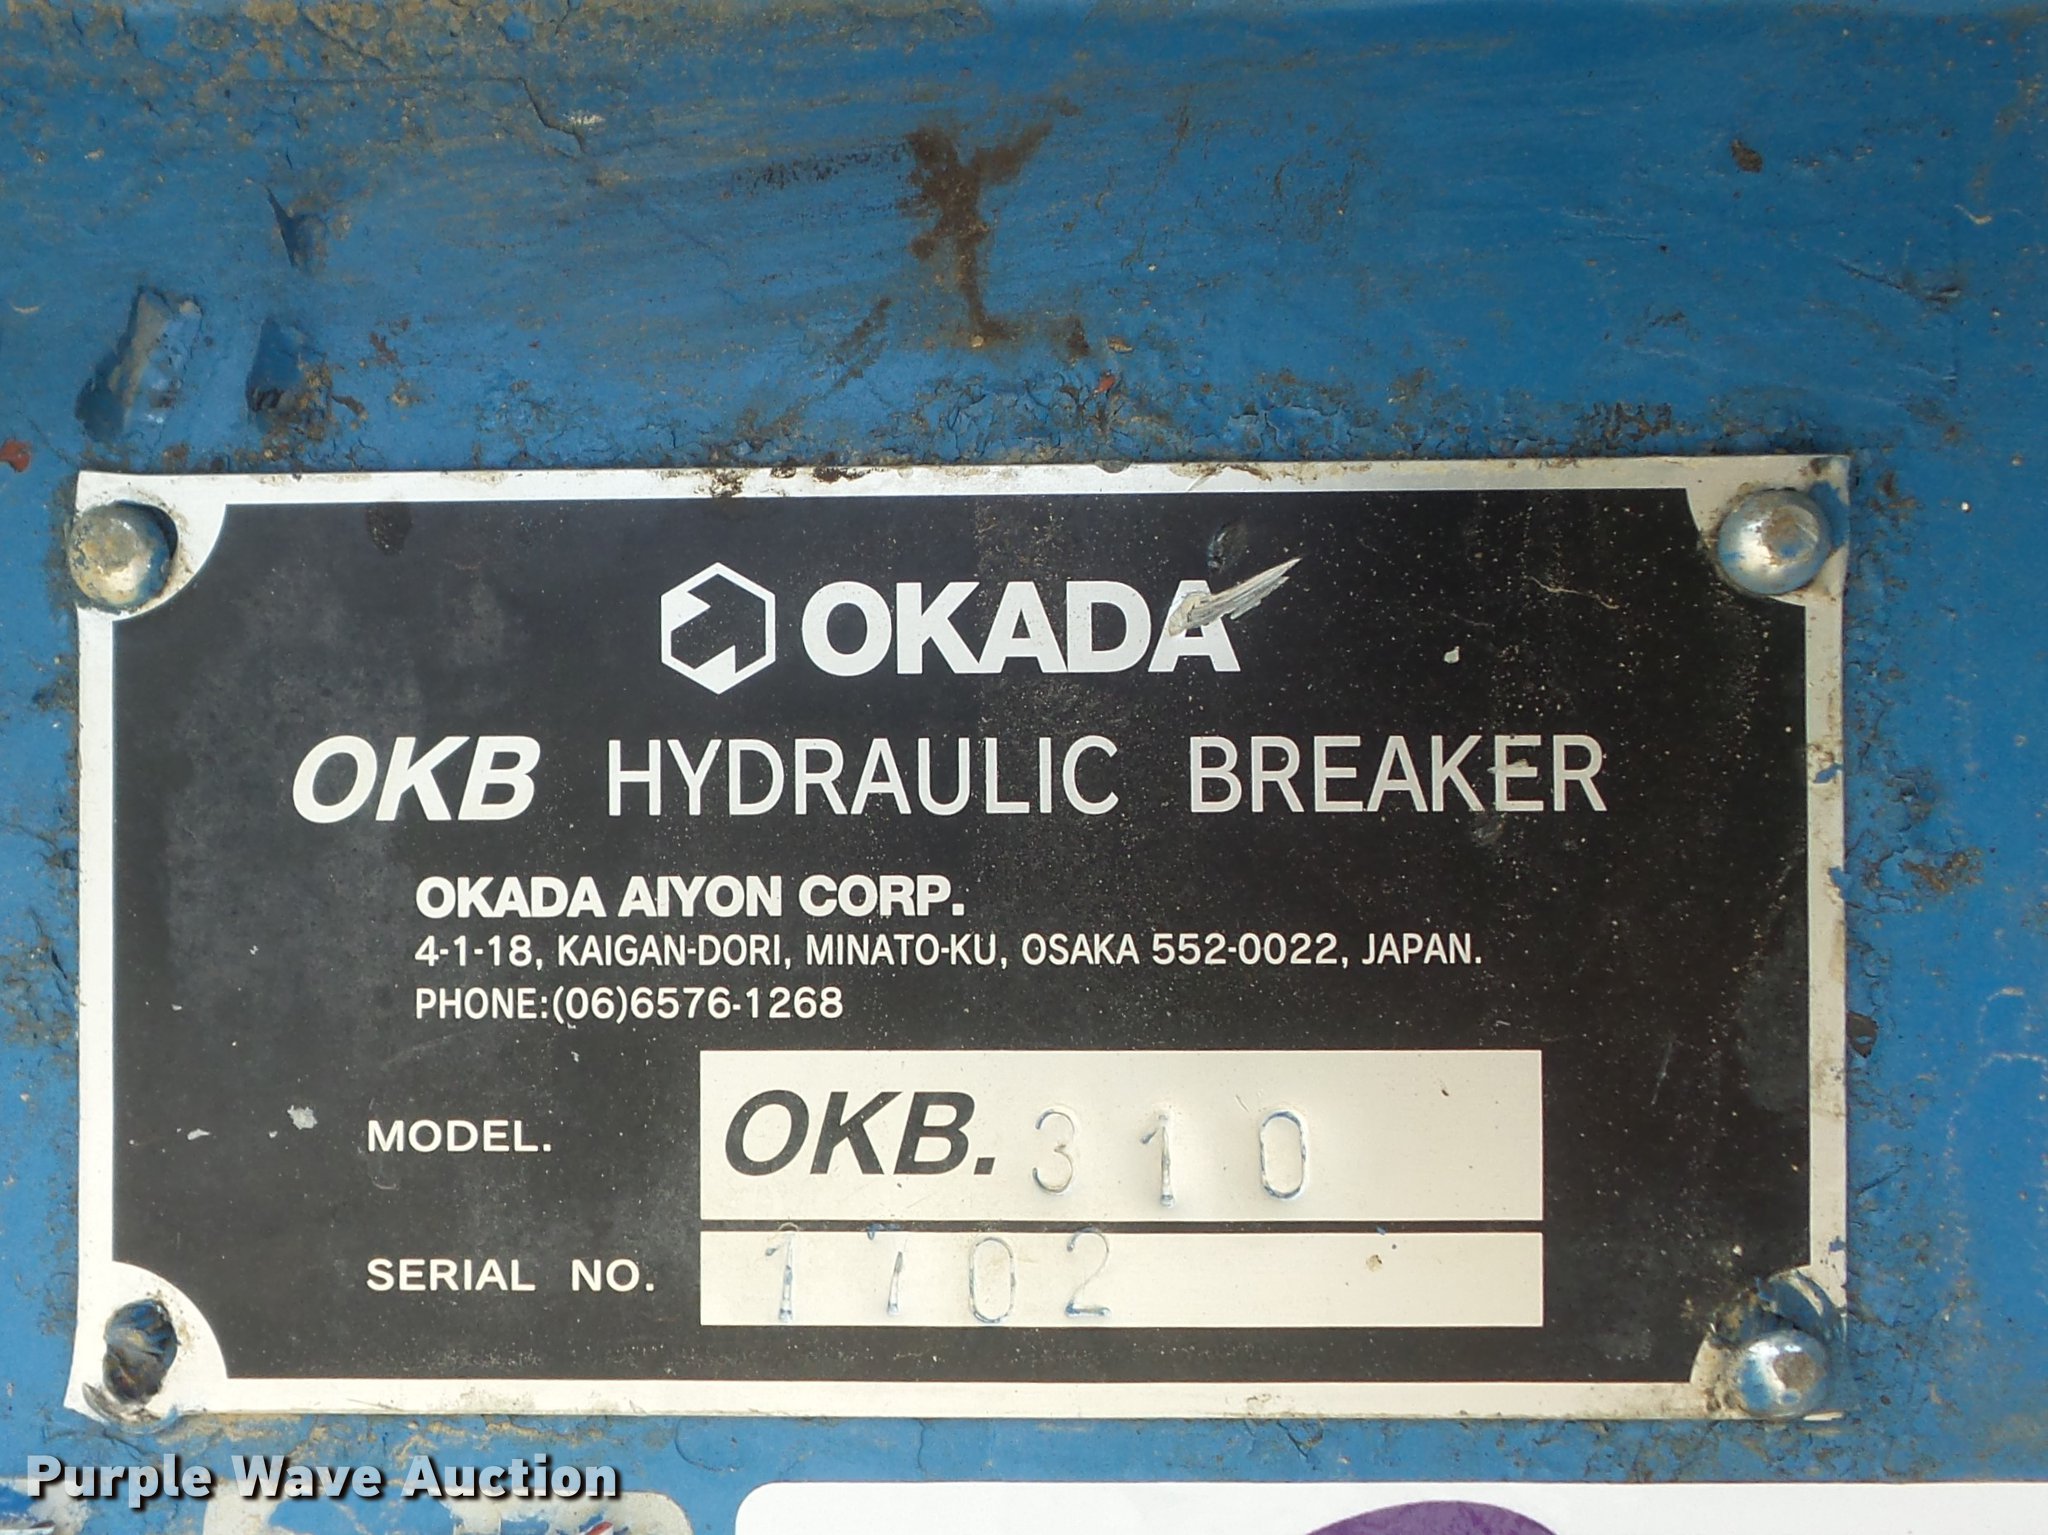 OKADA
OKB HYDRAULIC BREAKER
OKADA AIYON CORP.
4-1-18, KAIGAN-DORI, MINATO-KU, OSAKA 552-0022, JAPAN.
PHONE:(06)6576-1268
MODEL. OKB. 310
SERIAL NO. 1702
Purple Wave Auction